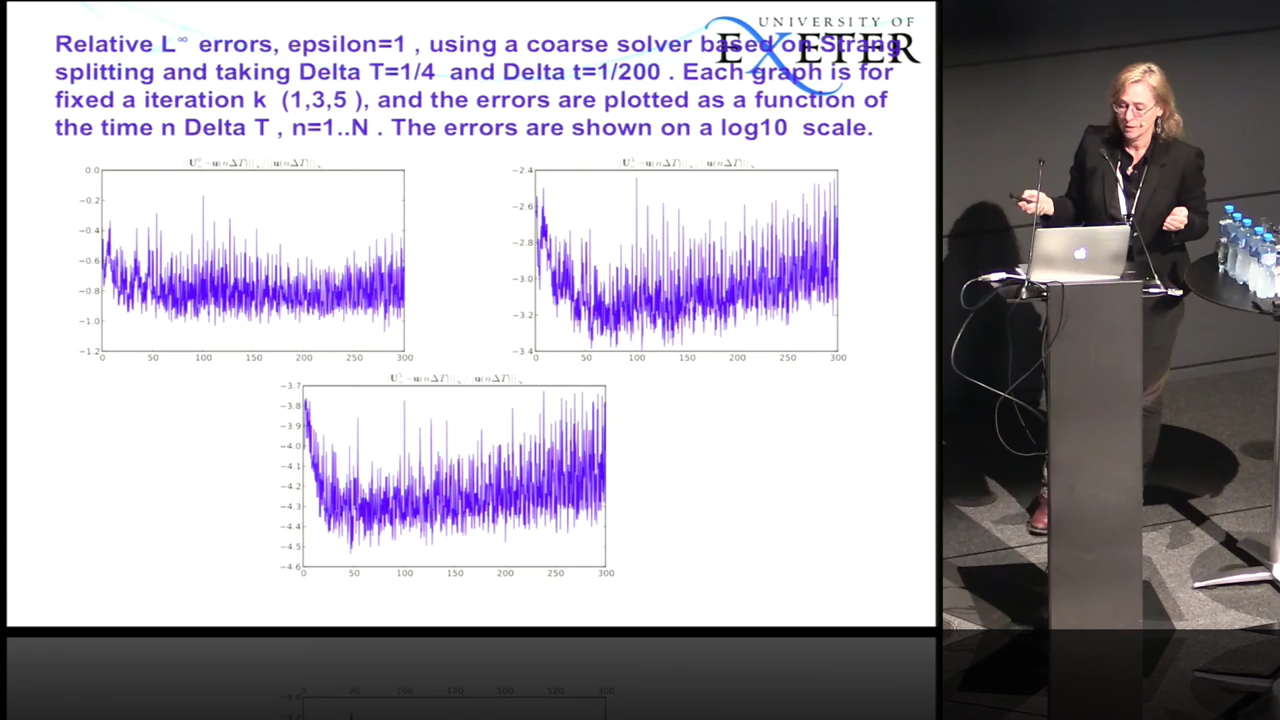 UNIVERSITY OF
EXETER
Relative L∞ errors, epsilon=1 , using a coarse solver based on Strang
splitting and taking Delta T=1/4 and Delta t=1/200 . Each graph is for
fixed a iteration k (1,3,5 ), and the errors are plotted as a function of
the time n Delta T , n=1..N . The errors are shown on a log10 scale.
0.0
−0.2
−0.4
−0.6
−0.8
−1.0
−1.2
0 50 100 150 200 250 300
−2.4
−2.6
−2.8
−3.0
−3.2
−3.4
0 50 100 150 200 250 300
−3.7
−3.8
−3.9
−4.0
−4.1
−4.2
−4.3
−4.4
−4.5
−4.6
0 50 100 150 200 250 300